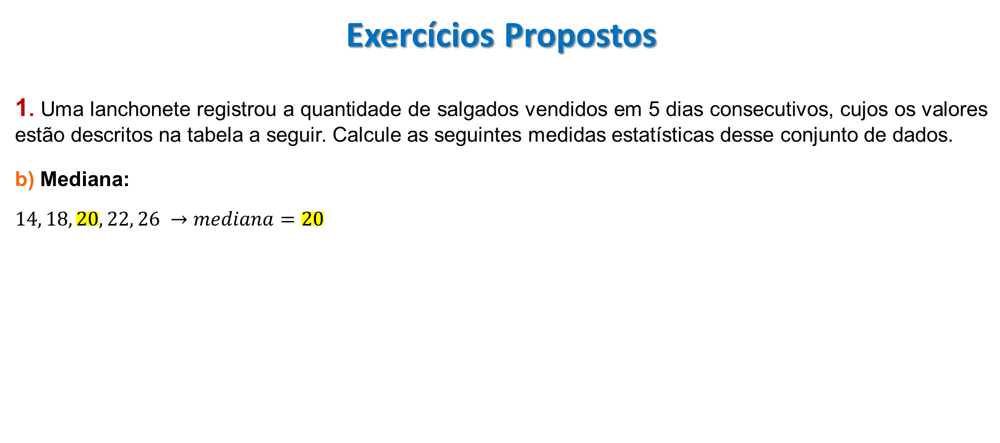 Exercícios Propostos
1. Uma lanchonete registrou a quantidade de salgados vendidos em 5 dias consecutivos, cujos os valores
estão descritos na tabela a seguir. Calcule as seguintes medidas estatísticas desse conjunto de dados.
b) Mediana:
14, 18, 20, 22, 26 → mediana = 20